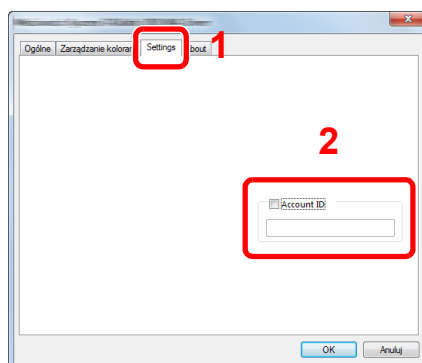 Ogólne Zarządzanie kolorar Settings bout
1
2
Account ID
OK Anuluj